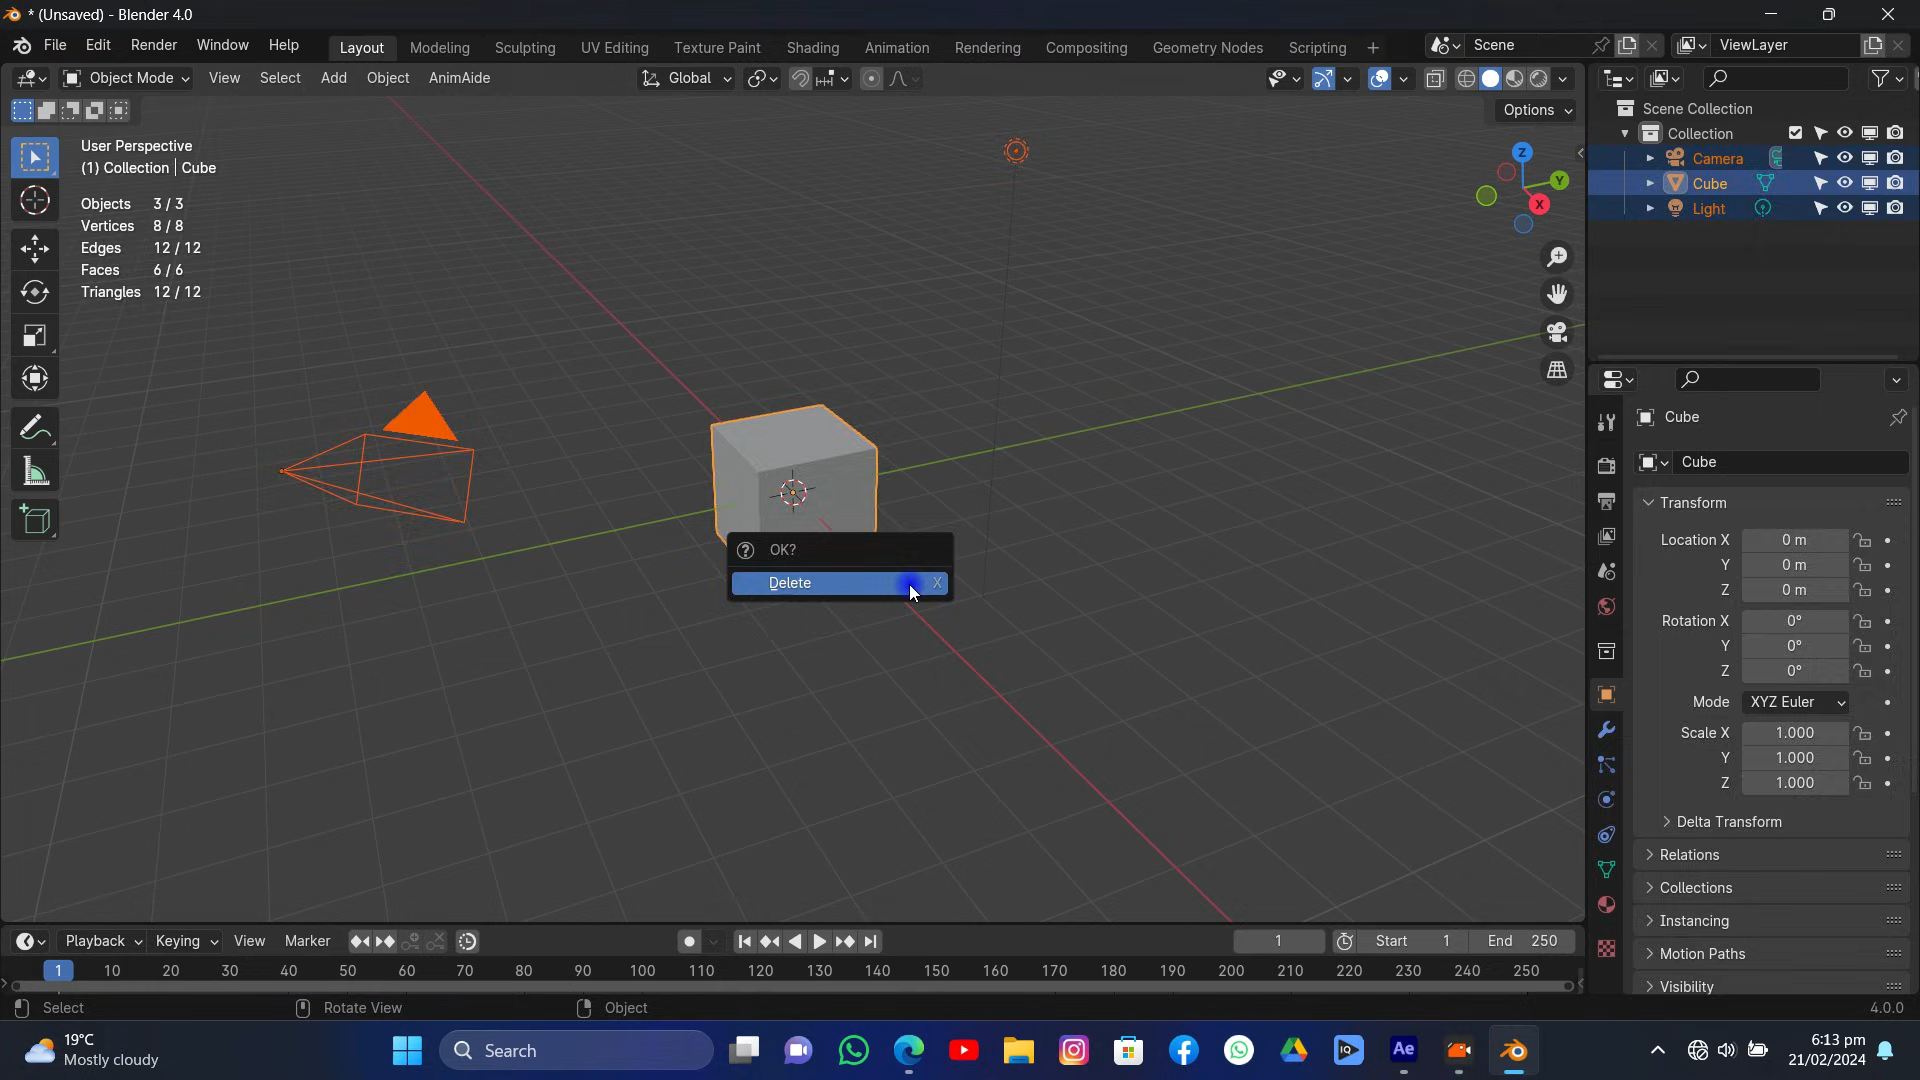 * (Unsaved) - Blender 4.0
File Edit Render Window Help Layout Modeling Sculpting UV Editing Texture Paint Shading Animation Rendering Compositing Geometry Nodes Scripting + Scene ViewLayer
Object Mode View Select Add Object AnimAide Global
Options
User Perspective
(1) Collection | Cube
Objects 3 / 3
Vertices 8 / 8
Edges 12 / 12
Faces 6 / 6
Triangles 12 / 12
Z
Y
X
OK?
Delete X
Scene Collection
Collection
Camera
Cube
Light
Cube
Cube
Transform
Location X 0 m
Y 0 m
Z 0 m
Rotation X 0°
Y 0°
Z 0°
Mode XYZ Euler
Scale X 1.000
Y 1.000
Z 1.000
Delta Transform
Relations
Collections
Instancing
Motion Paths
Visibility
Playback Keying View Marker 1 Start 1 End 250
1 10 20 30 40 50 60 70 80 90 100 110 120 130 140 150 160 170 180 190 200 210 220 230 240 250
Select Rotate View Object 4.0.0
19°C
Mostly cloudy
Search
IQ
Ae
6:13 pm
21/02/2024